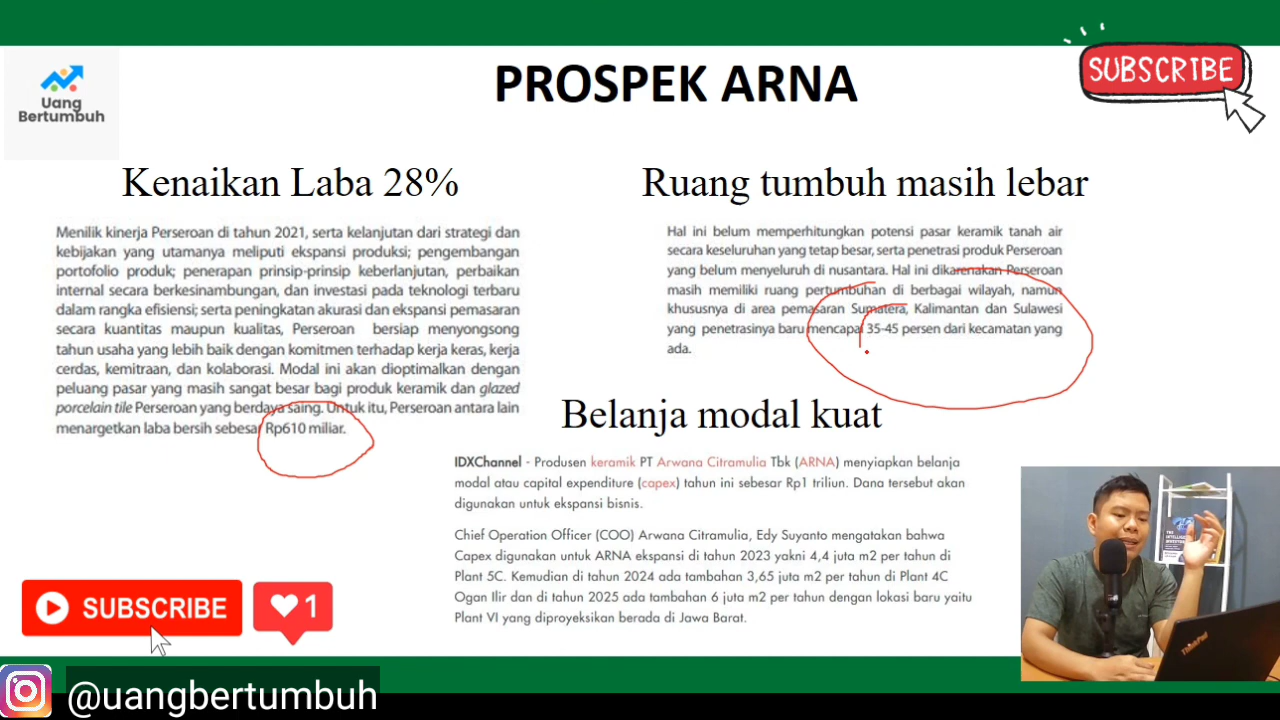 PROSPEK ARNA
SUBSCRIBE
Uang
Bertumbuh
Kenaikan Laba 28%
Menilik kinerja Perseroan di tahun 2021, serta kelanjutan dari strategi dan
kebijakan yang utamanya meliputi ekspansi produksi; pengembangan
portofolio produk; penerapan prinsip-prinsip keberlanjutan, perbaikan
internal secara berkesinambungan, dan investasi pada teknologi terbaru
dalam rangka efisiensi; serta peningkatan akurasi dan ekspansi pemasaran
secara kuantitas maupun kualitas, Perseroan bersiap menyongsong
tahun usaha yang lebih baik dengan komitmen terhadap kerja keras, kerja
cerdas, kemitraan, dan kolaborasi. Modal ini akan dioptimalkan dengan
peluang pasar yang masih sangat besar bagi produk keramik dan glazed
porcelain tile Perseroan yang berdaya saing. Untuk itu, Perseroan antara lain
menargetkan laba bersih sebesar Rp610 miliar.
Ruang tumbuh masih lebar
Hal ini belum memperhitungkan potensi pasar keramik tanah air
secara keseluruhan yang tetap besar, serta penetrasi produk Perseroan
yang belum menyeluruh di nusantara. Hal ini dikarenakan Perseroan
masih memiliki ruang pertumbuhan di berbagai wilayah, namun
khususnya di area pemasaran Sumatera, Kalimantan dan Sulawesi
yang penetrasinya baru mencapai 35-45 persen dari kecamatan yang
ada.
Belanja modal kuat
IDXChannel - Produsen keramik PT Arwana Citramulia Tbk (ARNA) menyiapkan belanja
modal atau capital expenditure (capex) tahun ini sebesar Rp1 triliun. Dana tersebut akan
digunakan untuk ekspansi bisnis.
Chief Operation Officer (COO) Arwana Citramulia, Edy Suyanto mengatakan bahwa
Capex digunakan untuk ARNA ekspansi di tahun 2023 yakni 4,4 juta m2 per tahun di
Plant 5C. Kemudian di tahun 2024 ada tambahan 3,65 juta m2 per tahun di Plant 4C
Ogan Ilir dan di tahun 2025 ada tambahan 6 juta m2 per tahun dengan lokasi baru yaitu
Plant VI yang diproyeksikan berada di Jawa Barat.
SUBSCRIBE
1
@uangbertumbuh
ThinkPad